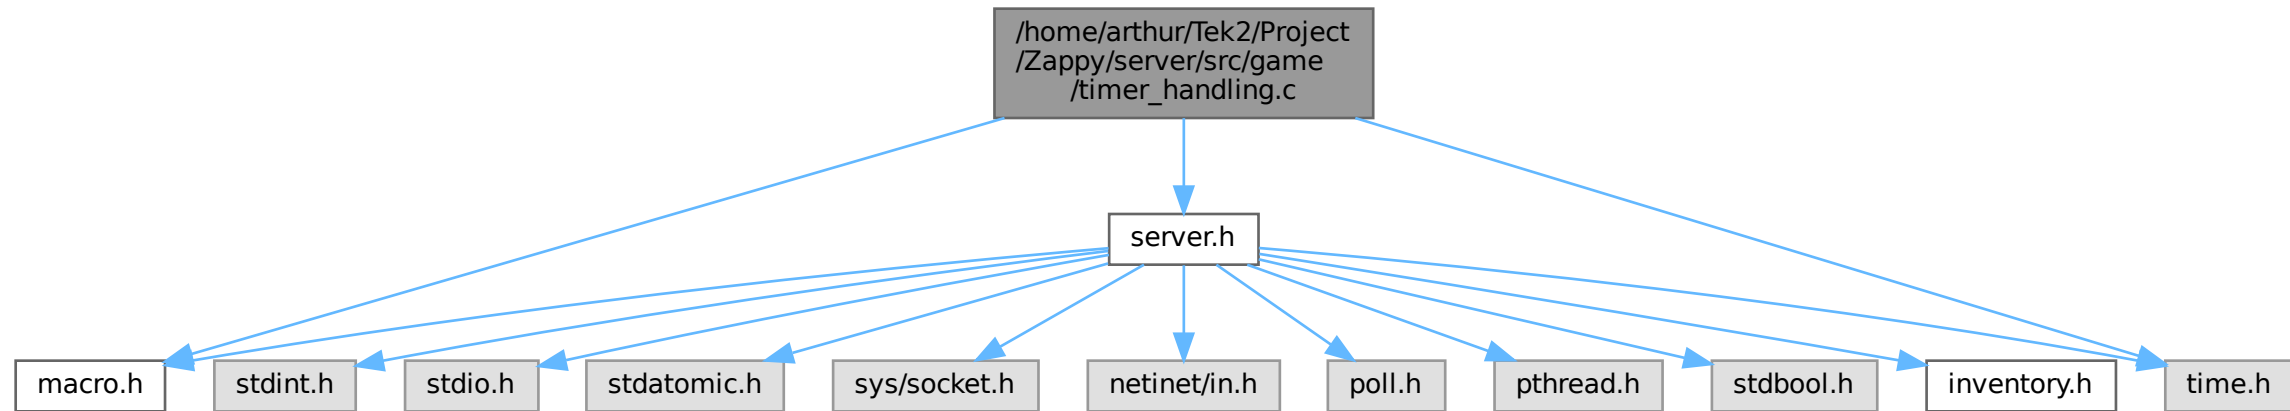 /home/arthur/Tek2/Project
/Zappy/server/src/game
/timer_handling.c
server.h
macro.h
stdint.h
stdio.h
stdatomic.h
sys/socket.h
netinet/in.h
poll.h
pthread.h
stdbool.h
inventory.h
time.h